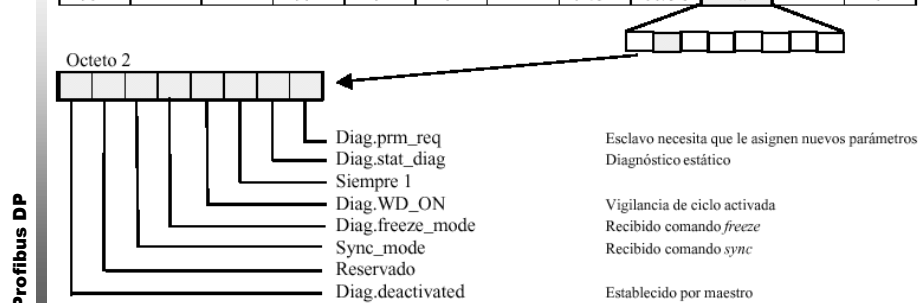 Octeto 2
Diag.prm_req Esclavo necesita que le asignen nuevos parámetros
Diag.stat_diag Diagnóstico estático
Siempre 1
Diag.WD_ON Vigilancia de ciclo activada
Diag.freeze_mode Recibido comando freeze
Sync_mode Recibido comando sync
Reservado
Diag.deactivated Establecido por maestro
Profibus DP